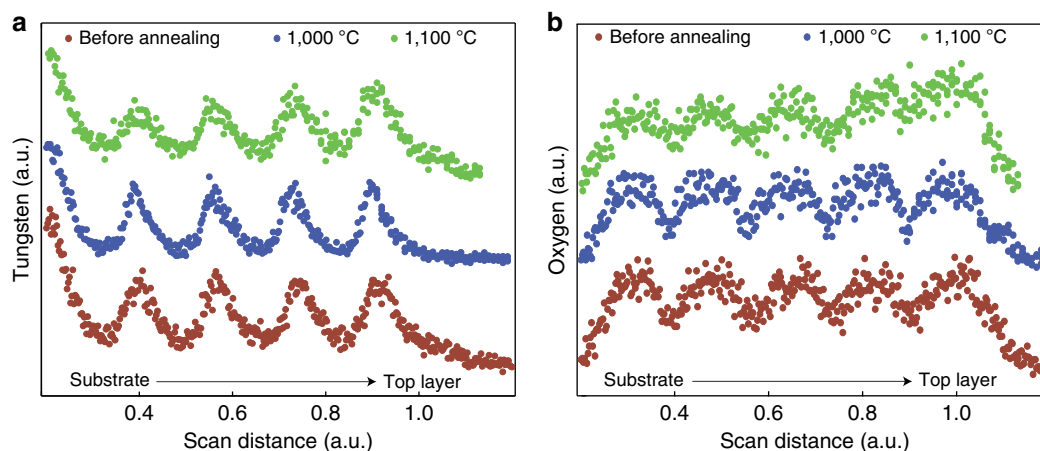 a
Before annealing 1,000 °C 1,100 °C
Tungsten (a.u.)
Substrate Top layer
0.4 0.6 0.8 1.0
Scan distance (a.u.)
b
Before annealing 1,000 °C 1,100 °C
Oxygen (a.u.)
Substrate Top layer
0.4 0.6 0.8 1.0
Scan distance (a.u.)